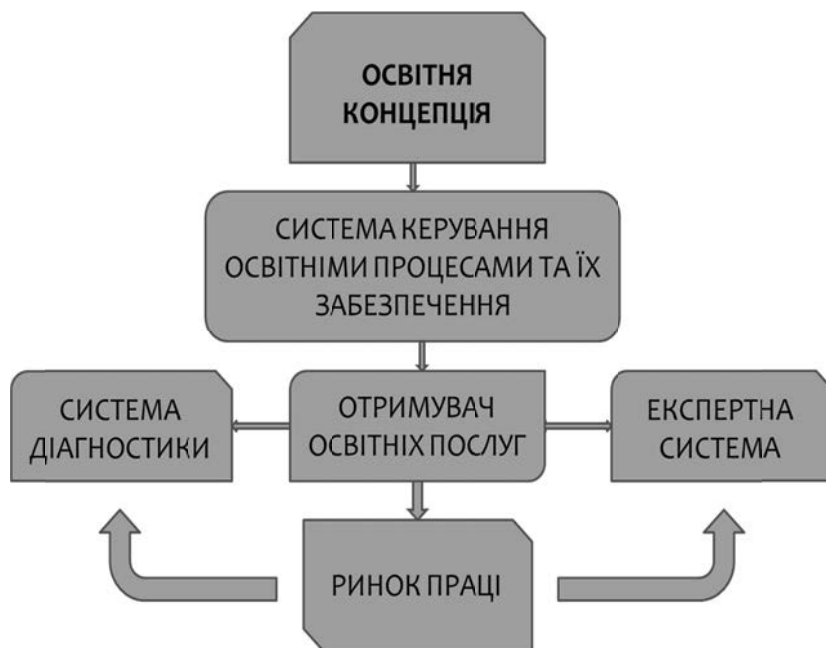 ОСВІТНЯ
КОНЦЕПЦІЯ
СИСТЕМА КЕРУВАННЯ
ОСВІТНІМИ ПРОЦЕСАМИ ТА ЇХ
ЗАБЕЗПЕЧЕННЯ
СИСТЕМА
ДІАГНОСТИКИ
ОТРИМУВАЧ
ОСВІТНІХ ПОСЛУГ
ЕКСПЕРТНА
СИСТЕМА
РИНОК ПРАЦІ